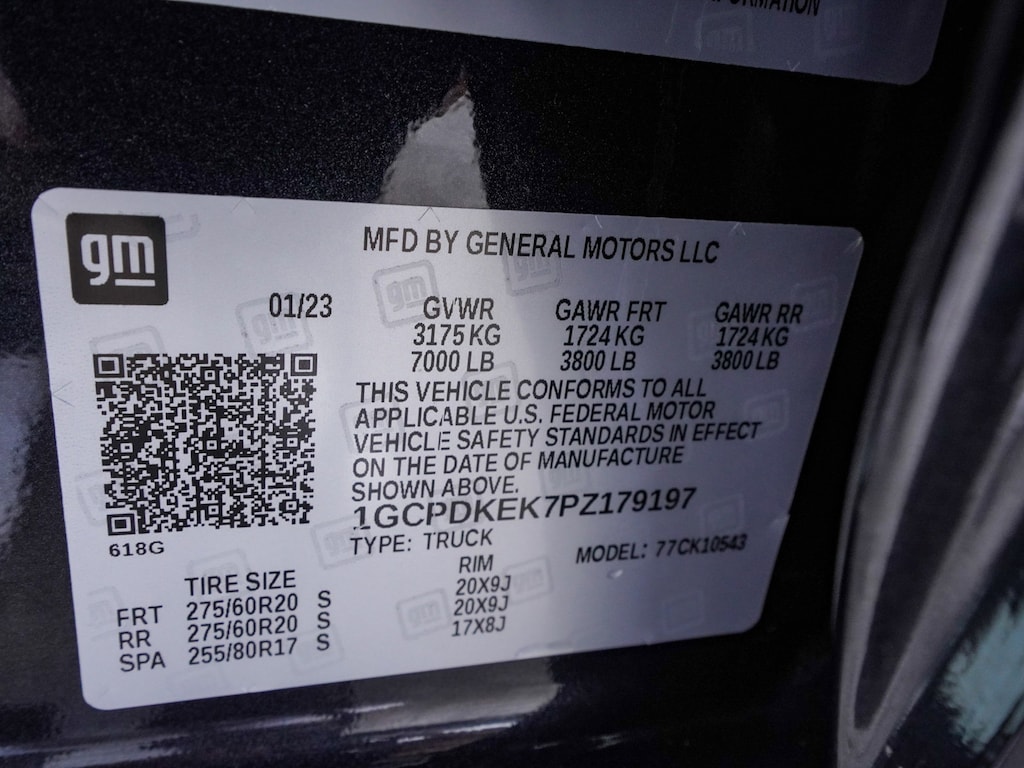 gm
MFD BY GENERAL MOTORS LLC
01/23
GVWR GAWR FRT GAWR RR
3175 KG 1724 KG 1724 KG
7000 LB 3800 LB 3800 LB
THIS VEHICLE CONFORMS TO ALL
APPLICABLE U.S. FEDERAL MOTOR
VEHICLE SAFETY STANDARDS IN EFFECT
ON THE DATE OF MANUFACTURE
SHOWN ABOVE.
1GCPDKEK7PZ179197
618G
TYPE: TRUCK MODEL: 77CK10543
TIRE SIZE RIM
FRT 275/60R20 S 20X9J
RR 275/60R20 S 20X9J
SPA 255/80R17 S 17X8J